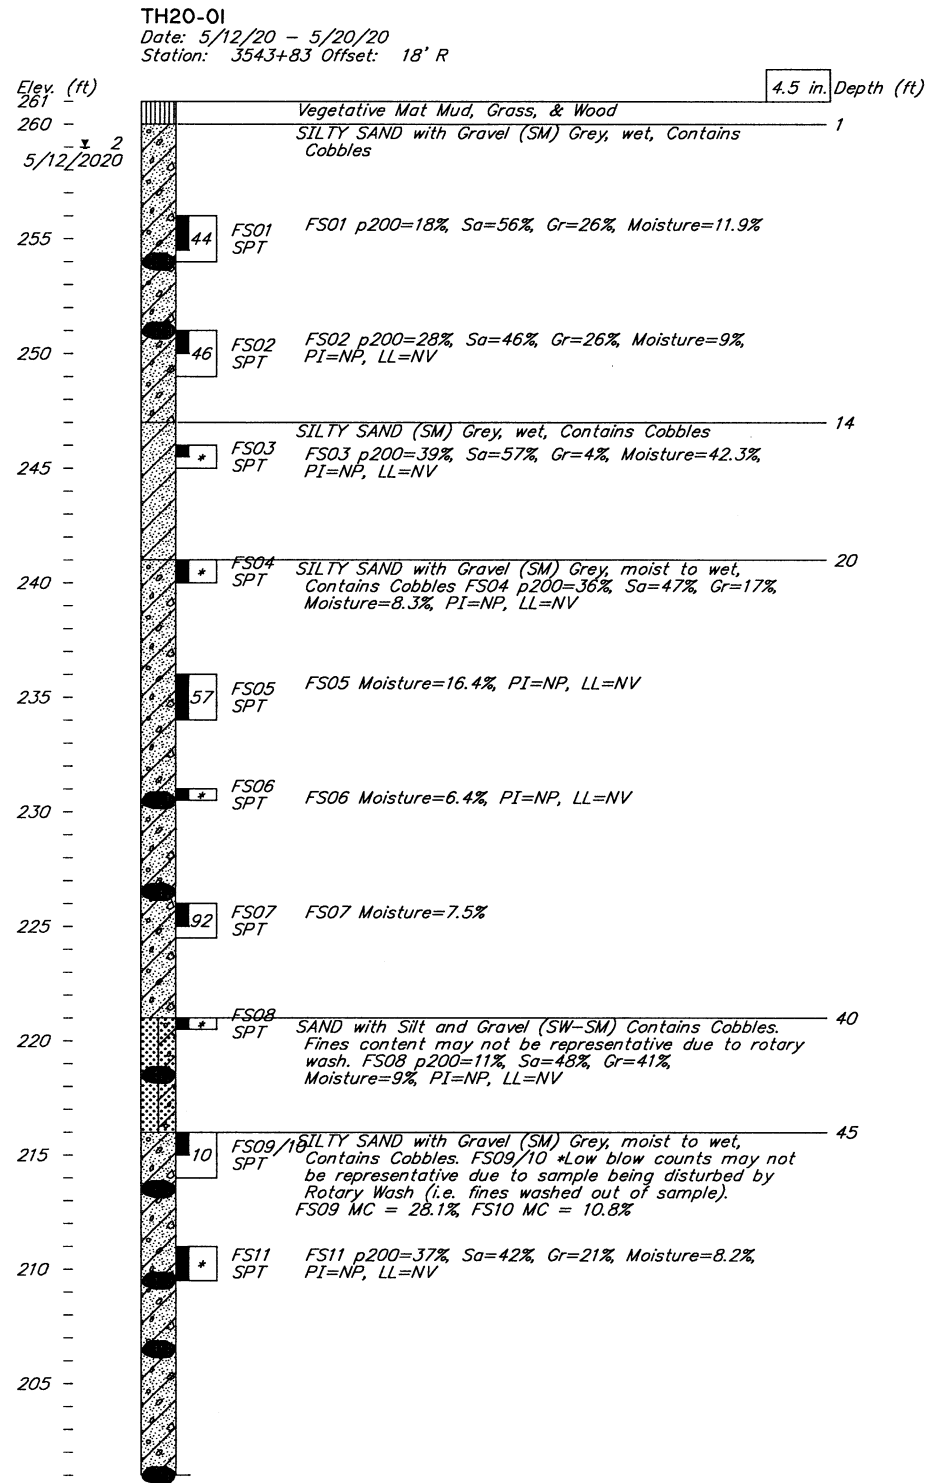 TH20-01
Date: 5/12/20 - 5/20/20
Station: 3543+83 Offset: 18' R
Elev. (ft)
4.5 in.
Depth (ft)
261
Vegetative Mat Mud, Grass, & Wood
260
1
SILTY SAND with Gravel (SM) Grey, wet, Contains
Cobbles
2
5/12/2020
255
44
FS01
SPT
FS01 p200=18%, Sa=56%, Gr=26%, Moisture=11.9%
250
46
FS02
SPT
FS02 p200=28%, Sa=46%, Gr=26%, Moisture=9%,
PI=NP, LL=NV
14
SILTY SAND (SM) Grey, wet, Contains Cobbles
245
*
FS03
SPT
FS03 p200=39%, Sa=57%, Gr=4%, Moisture=42.3%,
PI=NP, LL=NV
20
240
*
FS04
SPT
SILTY SAND with Gravel (SM) Grey, moist to wet,
Contains Cobbles FS04 p200=36%, Sa=47%, Gr=17%,
Moisture=8.3%, PI=NP, LL=NV
235
57
FS05
SPT
FS05 Moisture=16.4%, PI=NP, LL=NV
230
*
FS06
SPT
FS06 Moisture=6.4%, PI=NP, LL=NV
225
92
FS07
SPT
FS07 Moisture=7.5%
40
220
*
FS08
SPT
SAND with Silt and Gravel (SW-SM) Contains Cobbles.
Fines content may not be representative due to rotary
wash. FS08 p200=11%, Sa=48%, Gr=41%,
Moisture=9%, PI=NP, LL=NV
45
215
10
FS09/10
SPT
SILTY SAND with Gravel (SM) Grey, moist to wet,
Contains Cobbles. FS09/10 *Low blow counts may not
be representative due to sample being disturbed by
Rotary Wash (i.e. fines washed out of sample).
FS09 MC = 28.1%, FS10 MC = 10.8%
210
*
FS11
SPT
FS11 p200=37%, Sa=42%, Gr=21%, Moisture=8.2%,
PI=NP, LL=NV
205